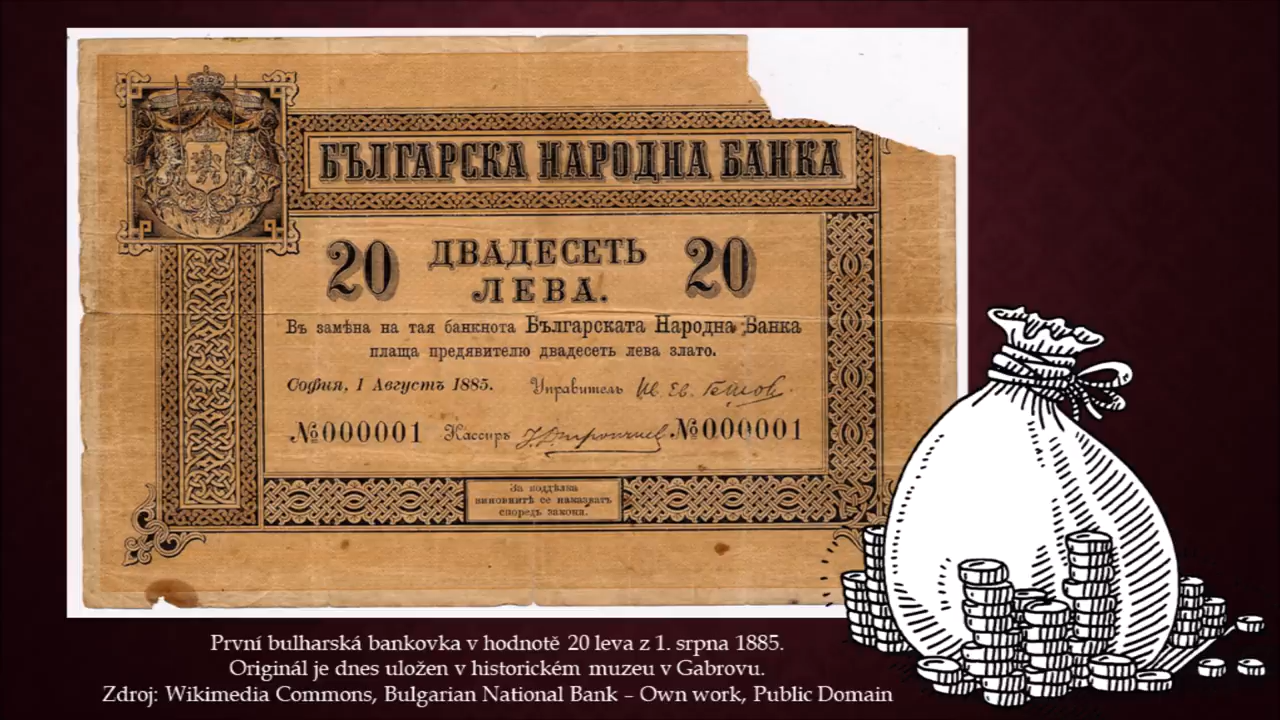 БЪЛГАРСКА НАРОДНА БАНКА
20 ДВАДЕСЕТЬ 20
ЛЕВА.
Въ замѣна на тая банкнота Българската Народна Банка
плаща предявителю двадесеть лева злато.
София, 1 Августъ 1885. Управитель Ив. Ев. Гешов.
№000001 Кассиръ №000001
За поддѣлка
виновнитѣ се наказватъ
споредъ закона.
První bulharská bankovka v hodnotě 20 leva z 1. srpna 1885.
Originál je dnes uložen v historickém muzeu v Gabrovu.
Zdroj: Wikimedia Commons, Bulgarian National Bank – Own work, Public Domain